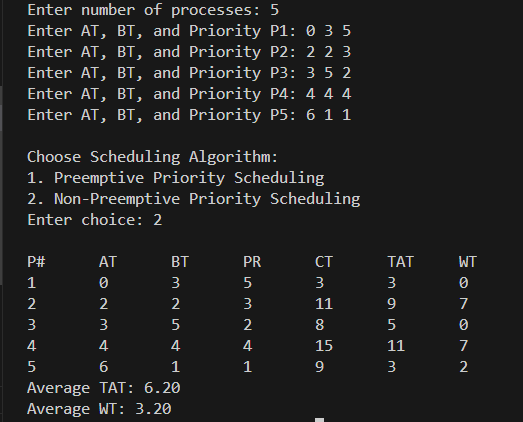 Enter number of processes: 5
Enter AT, BT, and Priority P1: 0 3 5
Enter AT, BT, and Priority P2: 2 2 3
Enter AT, BT, and Priority P3: 3 5 2
Enter AT, BT, and Priority P4: 4 4 4
Enter AT, BT, and Priority P5: 6 1 1

Choose Scheduling Algorithm:
1. Preemptive Priority Scheduling
2. Non-Preemptive Priority Scheduling
Enter choice: 2

P# AT BT PR CT TAT WT
1 0 3 5 3 3 0
2 2 2 3 11 9 7
3 3 5 2 8 5 0
4 4 4 4 15 11 7
5 6 1 1 9 3 2
Average TAT: 6.20
Average WT: 3.20